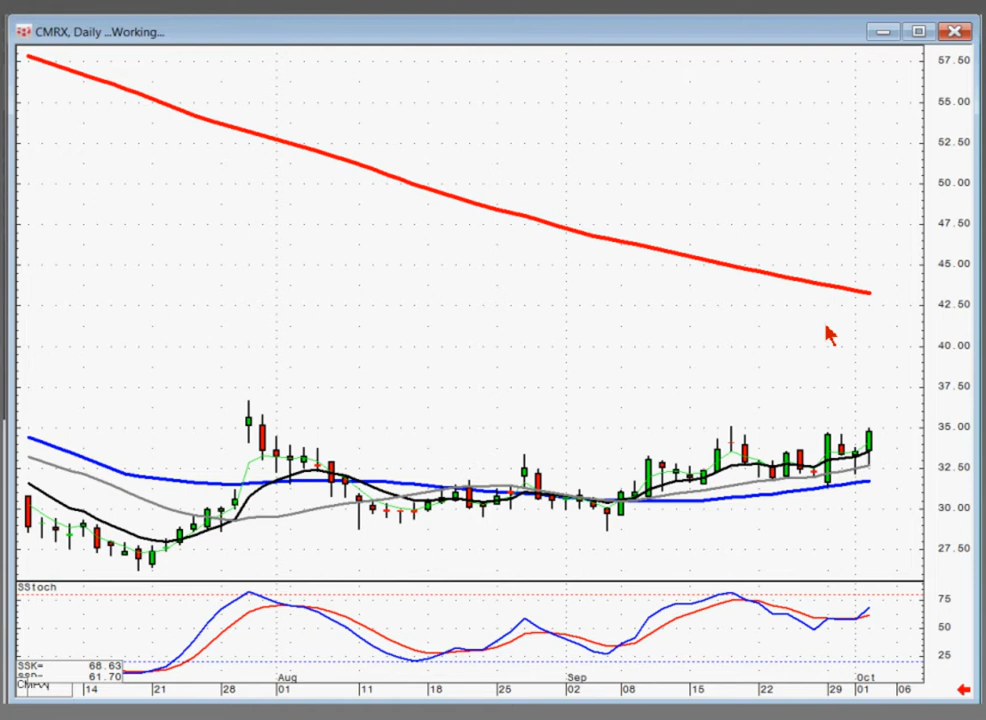 CMRX, Daily ...Working...
57.50
55.00
52.50
50.00
47.50
45.00
42.50
40.00
37.50
35.00
32.50
30.00
27.50
SStoch
75
50
25
SSK= 68.63
SSD= 61.70
Aug Sep Oct
CMRX 14 21 28 01 11 18 25 02 08 15 22 29 01 06